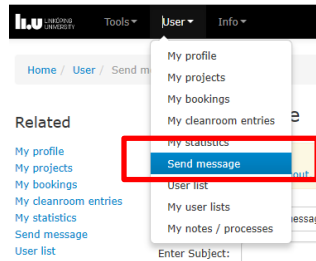 LiU LINKÖPING UNIVERSITY Tools User Info
My profile
Home / User / Send m
My projects
My bookings
My cleanroom entries
Related
My statistics
My profile
Send message
My projects
User list
My bookings
My user lists
My cleanroom entries
My notes / processes
My statistics
Send message
User list
Enter Subject:
e
out
essag